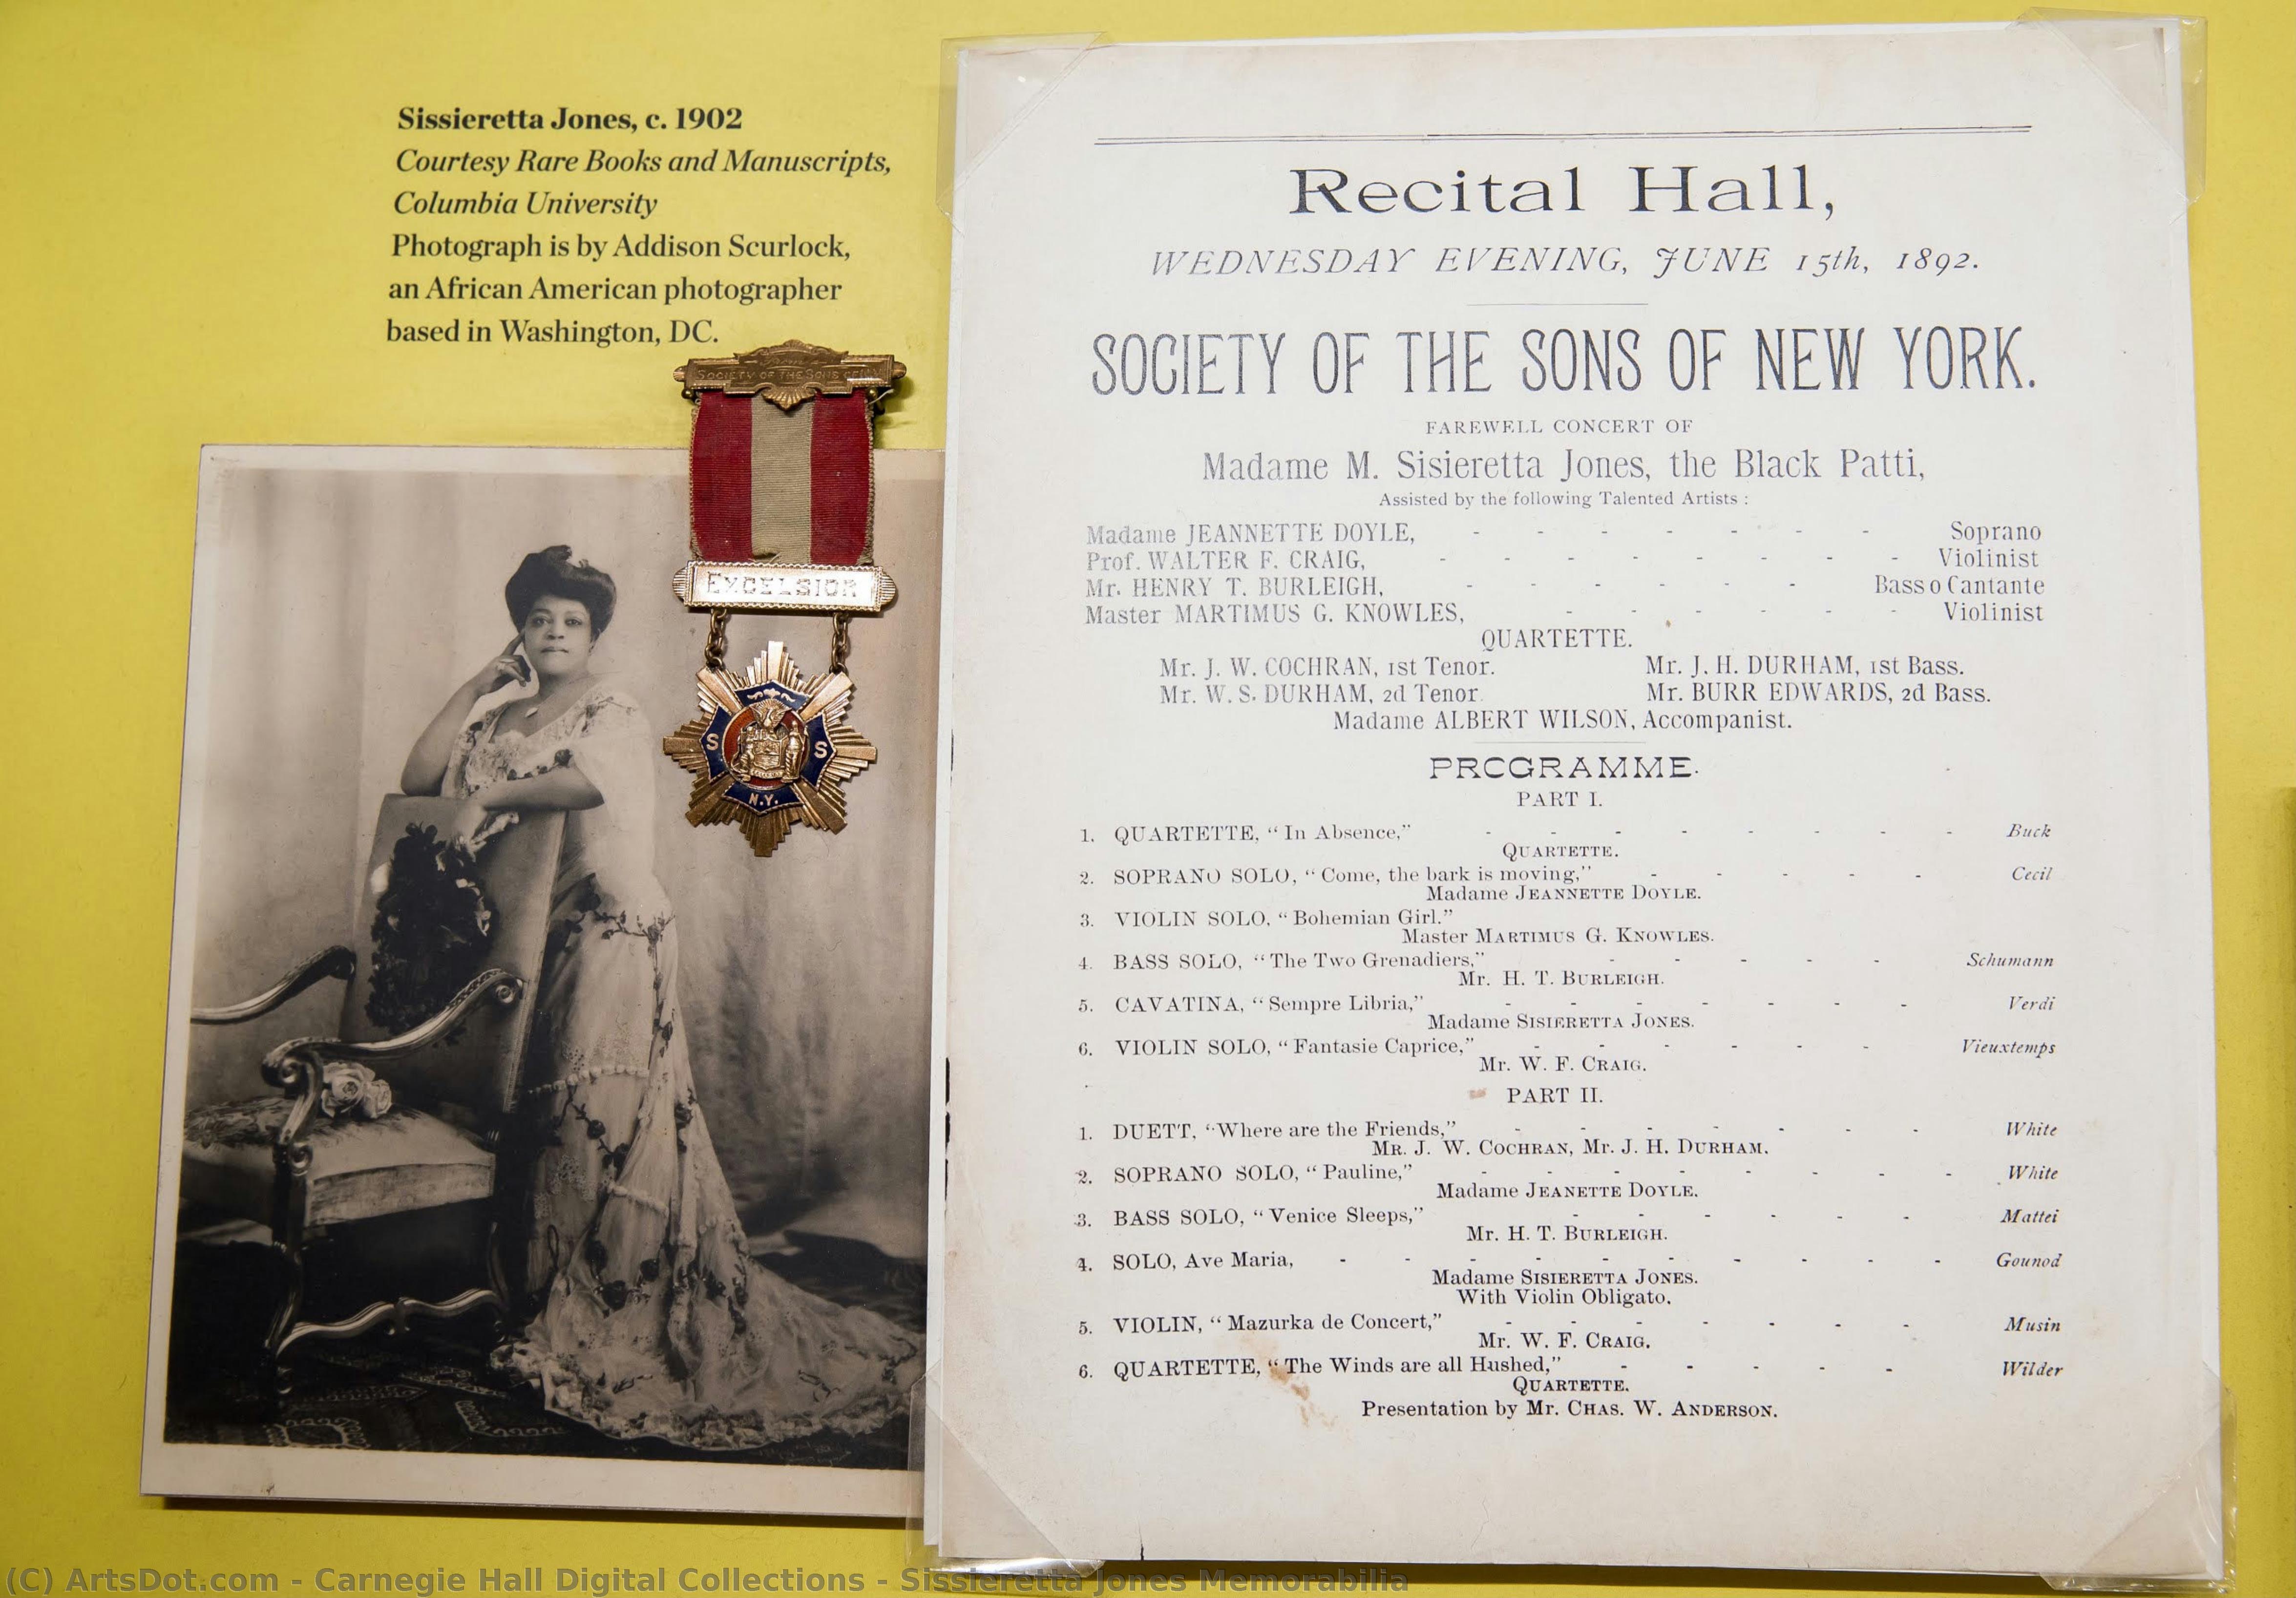 Sissieretta Jones, c. 1902
Courtesy Rare Books and Manuscripts,
Columbia University
Photograph is by Addison Scurlock,
an African American photographer
based in Washington, DC.
SOCIETY OF THE SONS OF N.Y.
EXCELSIOR
S S
N.Y.
Recital Hall,
WEDNESDAY EVENING, JUNE 15th, 1892.
SOCIETY OF THE SONS OF NEW YORK.
FAREWELL CONCERT OF
Madame M. Sisieretta Jones, the Black Patti,
Assisted by the following Talented Artists :
Madame JEANNETTE DOYLE, - - - - - - - Soprano
Prof. WALTER F. CRAIG, - - - - - - - - Violinist
Mr. HENRY T. BURLEIGH, - - - - - - Basso Cantante
Master MARTIMUS G. KNOWLES, - - - - - - Violinist
QUARTETTE.
Mr. J. W. COCHRAN, 1st Tenor. Mr. J. H. DURHAM, 1st Bass.
Mr. W. S. DURHAM, 2d Tenor. Mr. BURR EDWARDS, 2d Bass.
Madame ALBERT WILSON, Accompanist.
PROGRAMME.
PART I.
1. QUARTETTE, "In Absence," - - - - - - - - Buck
QUARTETTE.
2. SOPRANO SOLO, "Come, the bark is moving," - - - - - Cecil
Madame JEANNETTE DOYLE.
3. VIOLIN SOLO, "Bohemian Girl."
Master MARTIMUS G. KNOWLES.
4. BASS SOLO, "The Two Grenadiers," - - - - - Schumann
Mr. H. T. BURLEIGH.
5. CAVATINA, "Sempre Libria," - - - - - - - Verdi
Madame SISIERETTA JONES.
6. VIOLIN SOLO, "Fantasie Caprice," - - - - - - Vieuxtemps
Mr. W. F. CRAIG.
PART II.
1. DUETT, "Where are the Friends," - - - - - - - White
MR. J. W. COCHRAN, Mr. J. H. DURHAM.
2. SOPRANO SOLO, "Pauline," - - - - - - - - White
Madame JEANETTE DOYLE.
3. BASS SOLO, "Venice Sleeps," - - - - - - Mattei
Mr. H. T. BURLEIGH.
4. SOLO, Ave Maria, - - - - - - - - - - Gounod
Madame SISIERETTA JONES.
With Violin Obligato.
5. VIOLIN, "Mazurka de Concert," - - - - - - - Musin
Mr. W. F. CRAIG.
6. QUARTETTE, "The Winds are all Hushed," - - - - - Wilder
QUARTETTE.
Presentation by Mr. CHAS. W. ANDERSON.
(C) ArtsDot.com - Carnegie Hall Digital Collections - Sissieretta Jones Memorabilia